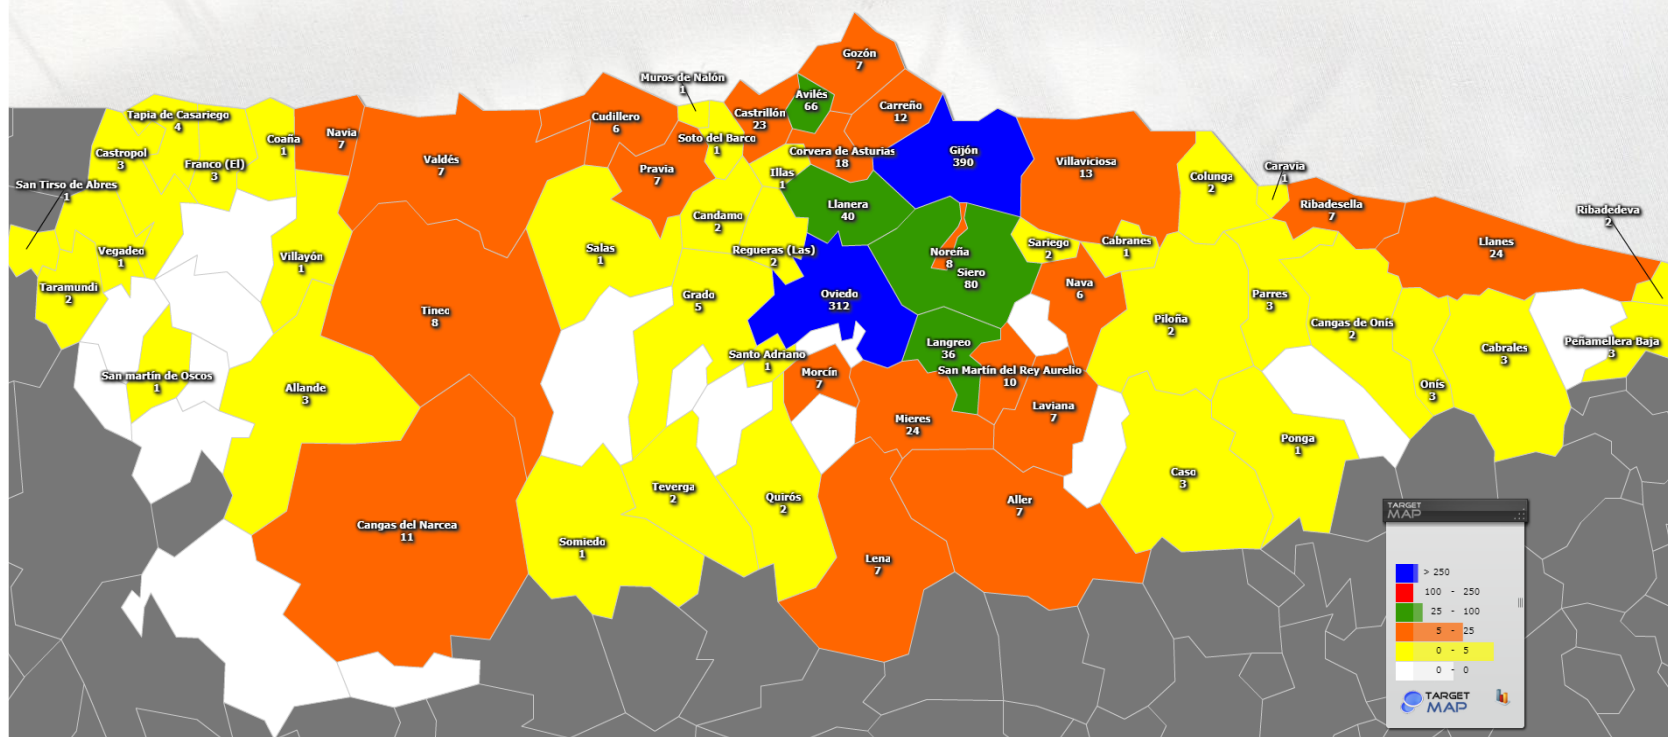 Gozón
7
Muros de Nalón
1
Avilés
66
Carreño
12
Castrillón
23
Tapia de Casariego
4
Cudillero
6
Navia
7
Coaña
1
Soto del Barco
1
Corvera de Asturias
18
Gijón
390
Castropol
3
Franco (El)
3
Valdés
7
Pravia
7
Illas
1
Villaviciosa
13
Colunga
2
Caravia
1
San Tirso de Abres
1
Llanera
40
Ribadesella
7
Ribadedeva
2
Candamo
2
Vegadeo
1
Villayón
1
Salas
1
Regueras (Las)
2
Noreña
8
Sariego
2
Cabranes
1
Llanes
24
Siero
80
Taramundi
2
Grado
5
Oviedo
312
Nava
6
Parres
3
Tineo
8
Piloña
2
Cangas de Onís
2
Langreo
36
Peñamellera Baja
3
Santo Adriano
1
Cabrales
3
San martín de Oscos
1
Morcín
7
San Martín del Rey Aurelio
10
Allande
3
Onís
3
Laviana
7
Mieres
24
Ponga
1
Caso
3
Teverga
2
Quirós
2
Aller
7
Cangas del Narcea
11
Somiedo
1
Lena
7
TARGET
MAP
> 250
100 - 250
25 - 100
5 - 25
0 - 5
0 - 0
TARGET
MAP